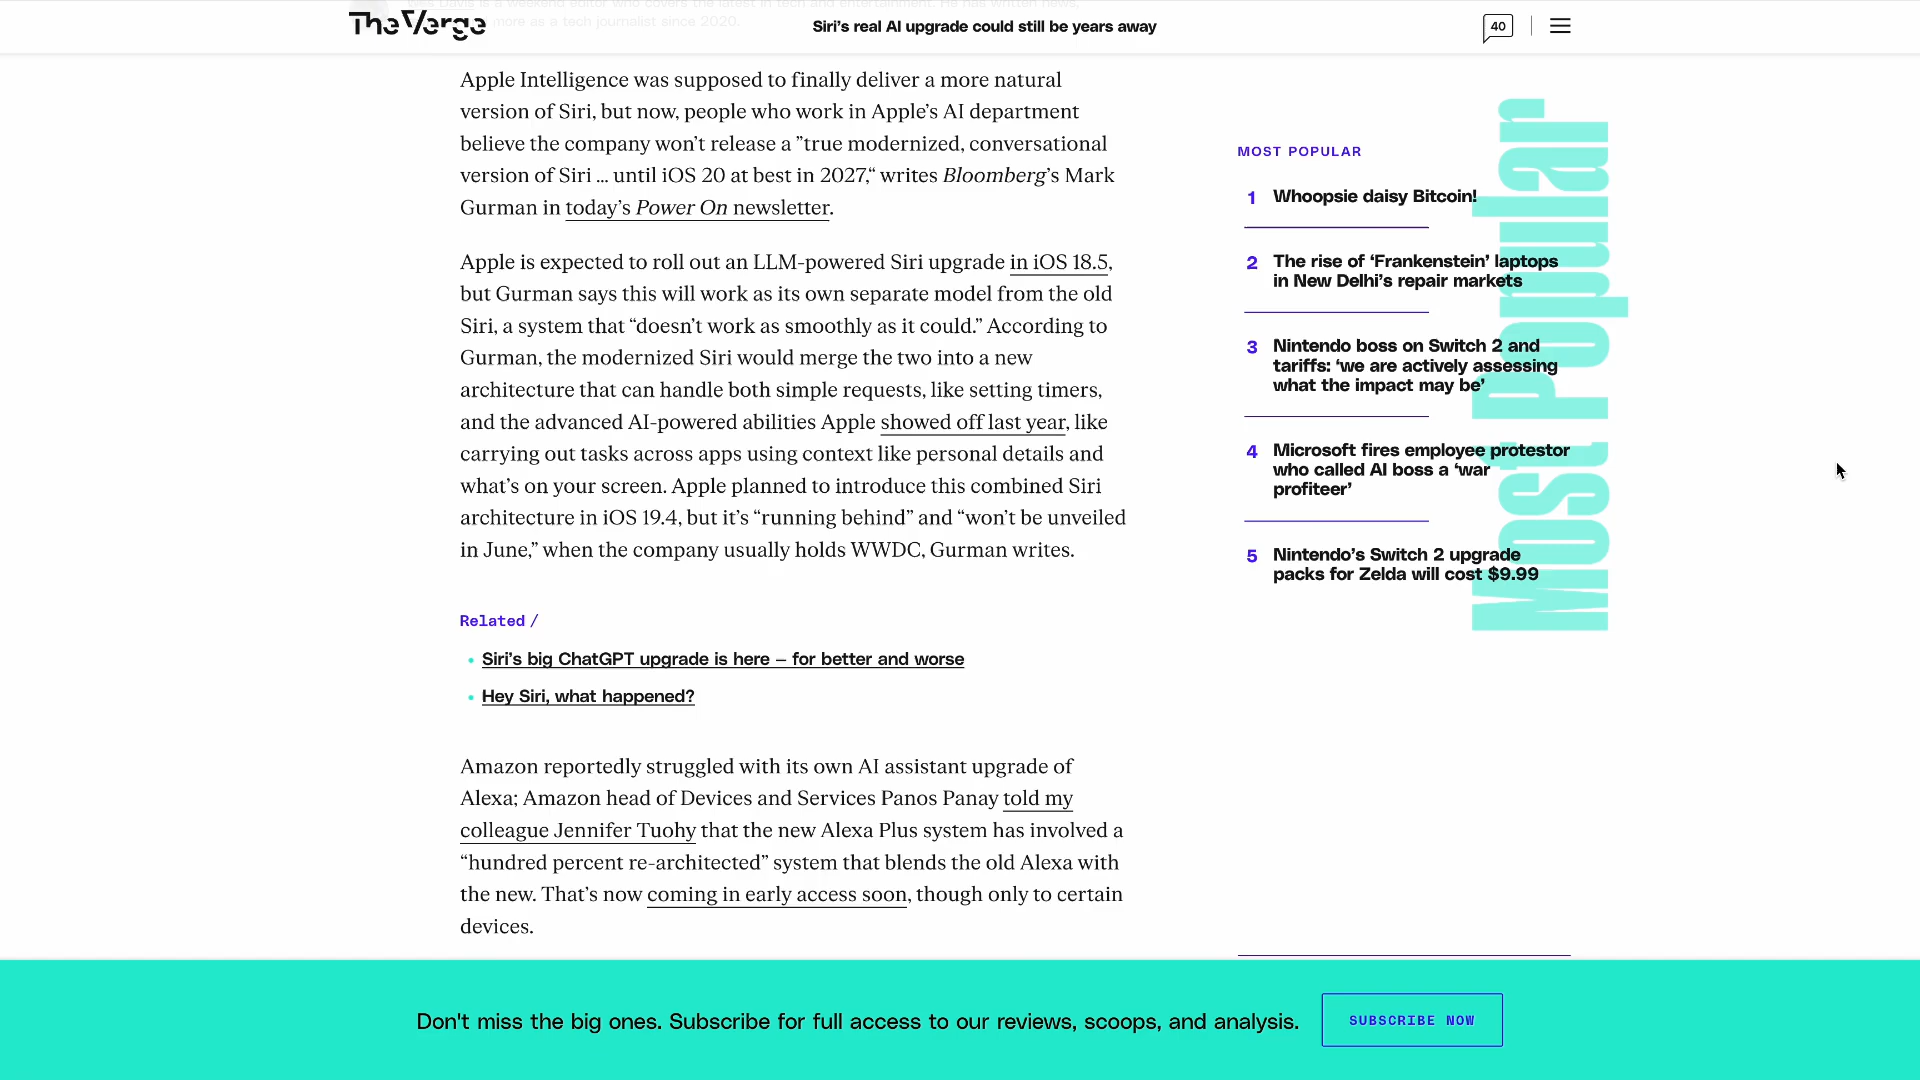 The Verge
Siri's real AI upgrade could still be years away
40
more as a tech journalist since 2020.
Apple Intelligence was supposed to finally deliver a more natural
version of Siri, but now, people who work in Apple's AI department
believe the company won't release a ”true modernized, conversational
version of Siri ... until iOS 20 at best in 2027,“ writes Bloomberg's Mark
Gurman in today's Power On newsletter.
Apple is expected to roll out an LLM-powered Siri upgrade in iOS 18.5,
but Gurman says this will work as its own separate model from the old
Siri, a system that “doesn't work as smoothly as it could.” According to
Gurman, the modernized Siri would merge the two into a new
architecture that can handle both simple requests, like setting timers,
and the advanced AI-powered abilities Apple showed off last year, like
carrying out tasks across apps using context like personal details and
what's on your screen. Apple planned to introduce this combined Siri
architecture in iOS 19.4, but it's “running behind” and “won't be unveiled
in June,” when the company usually holds WWDC, Gurman writes.
Related /
• Siri's big ChatGPT upgrade is here – for better and worse
• Hey Siri, what happened?
Amazon reportedly struggled with its own AI assistant upgrade of
Alexa; Amazon head of Devices and Services Panos Panay told my
colleague Jennifer Tuohy that the new Alexa Plus system has involved a
“hundred percent re-architected” system that blends the old Alexa with
the new. That's now coming in early access soon, though only to certain
devices.
MOST POPULAR
Most Popular
1 Whoopsie daisy Bitcoin!
2 The rise of ‘Frankenstein’ laptops
in New Delhi's repair markets
3 Nintendo boss on Switch 2 and
tariffs: ‘we are actively assessing
what the impact may be’
4 Microsoft fires employee protestor
who called AI boss a ‘war
profiteer’
5 Nintendo's Switch 2 upgrade
packs for Zelda will cost $9.99
Don't miss the big ones. Subscribe for full access to our reviews, scoops, and analysis.
SUBSCRIBE NOW